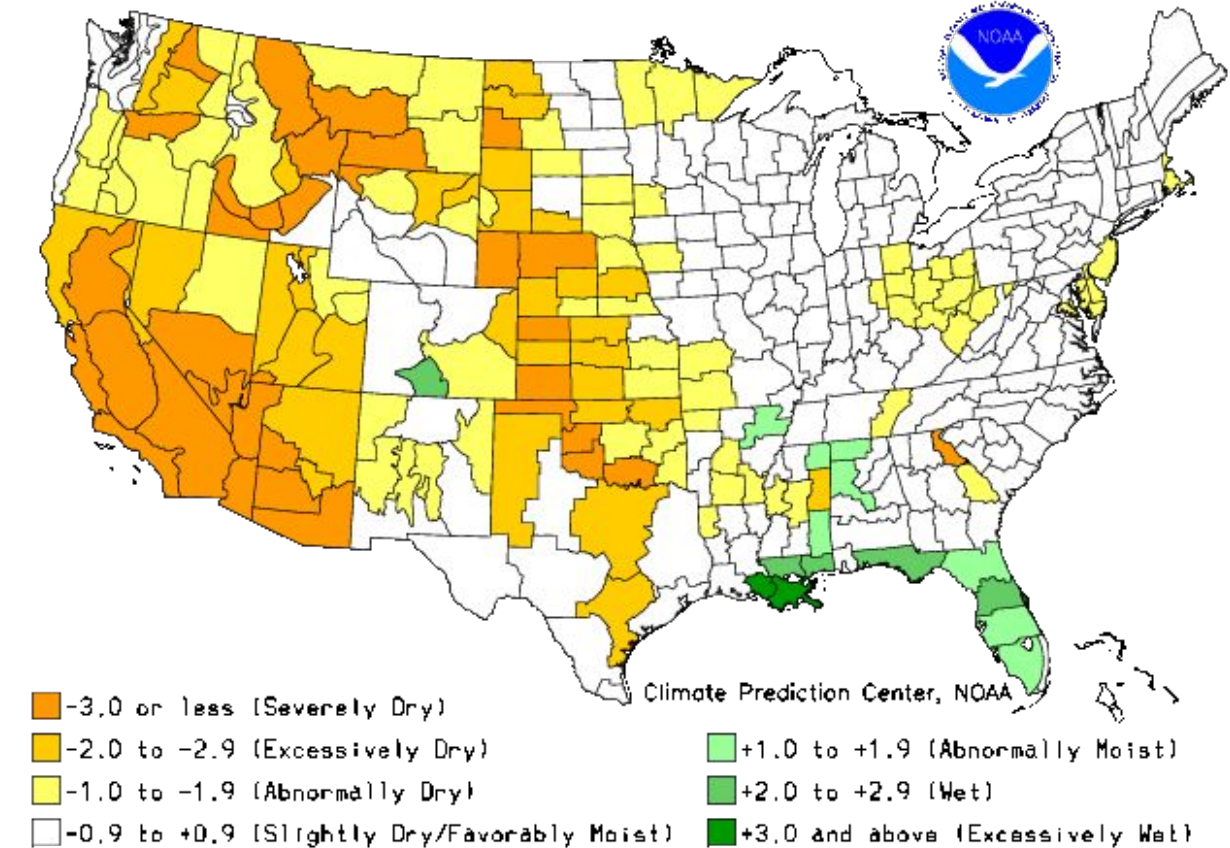 NOAA
Climate Prediction Center, NOAA
-3.0 or less (Severely Dry)
-2.0 to -2.9 (Excessively Dry)
-1.0 to -1.9 (Abnormally Dry)
-0.9 to +0.9 (Slightly Dry/Favorably Moist)
+1.0 to +1.9 (Abnormally Moist)
+2.0 to +2.9 (Wet)
+3.0 and above (Excessively Wet)